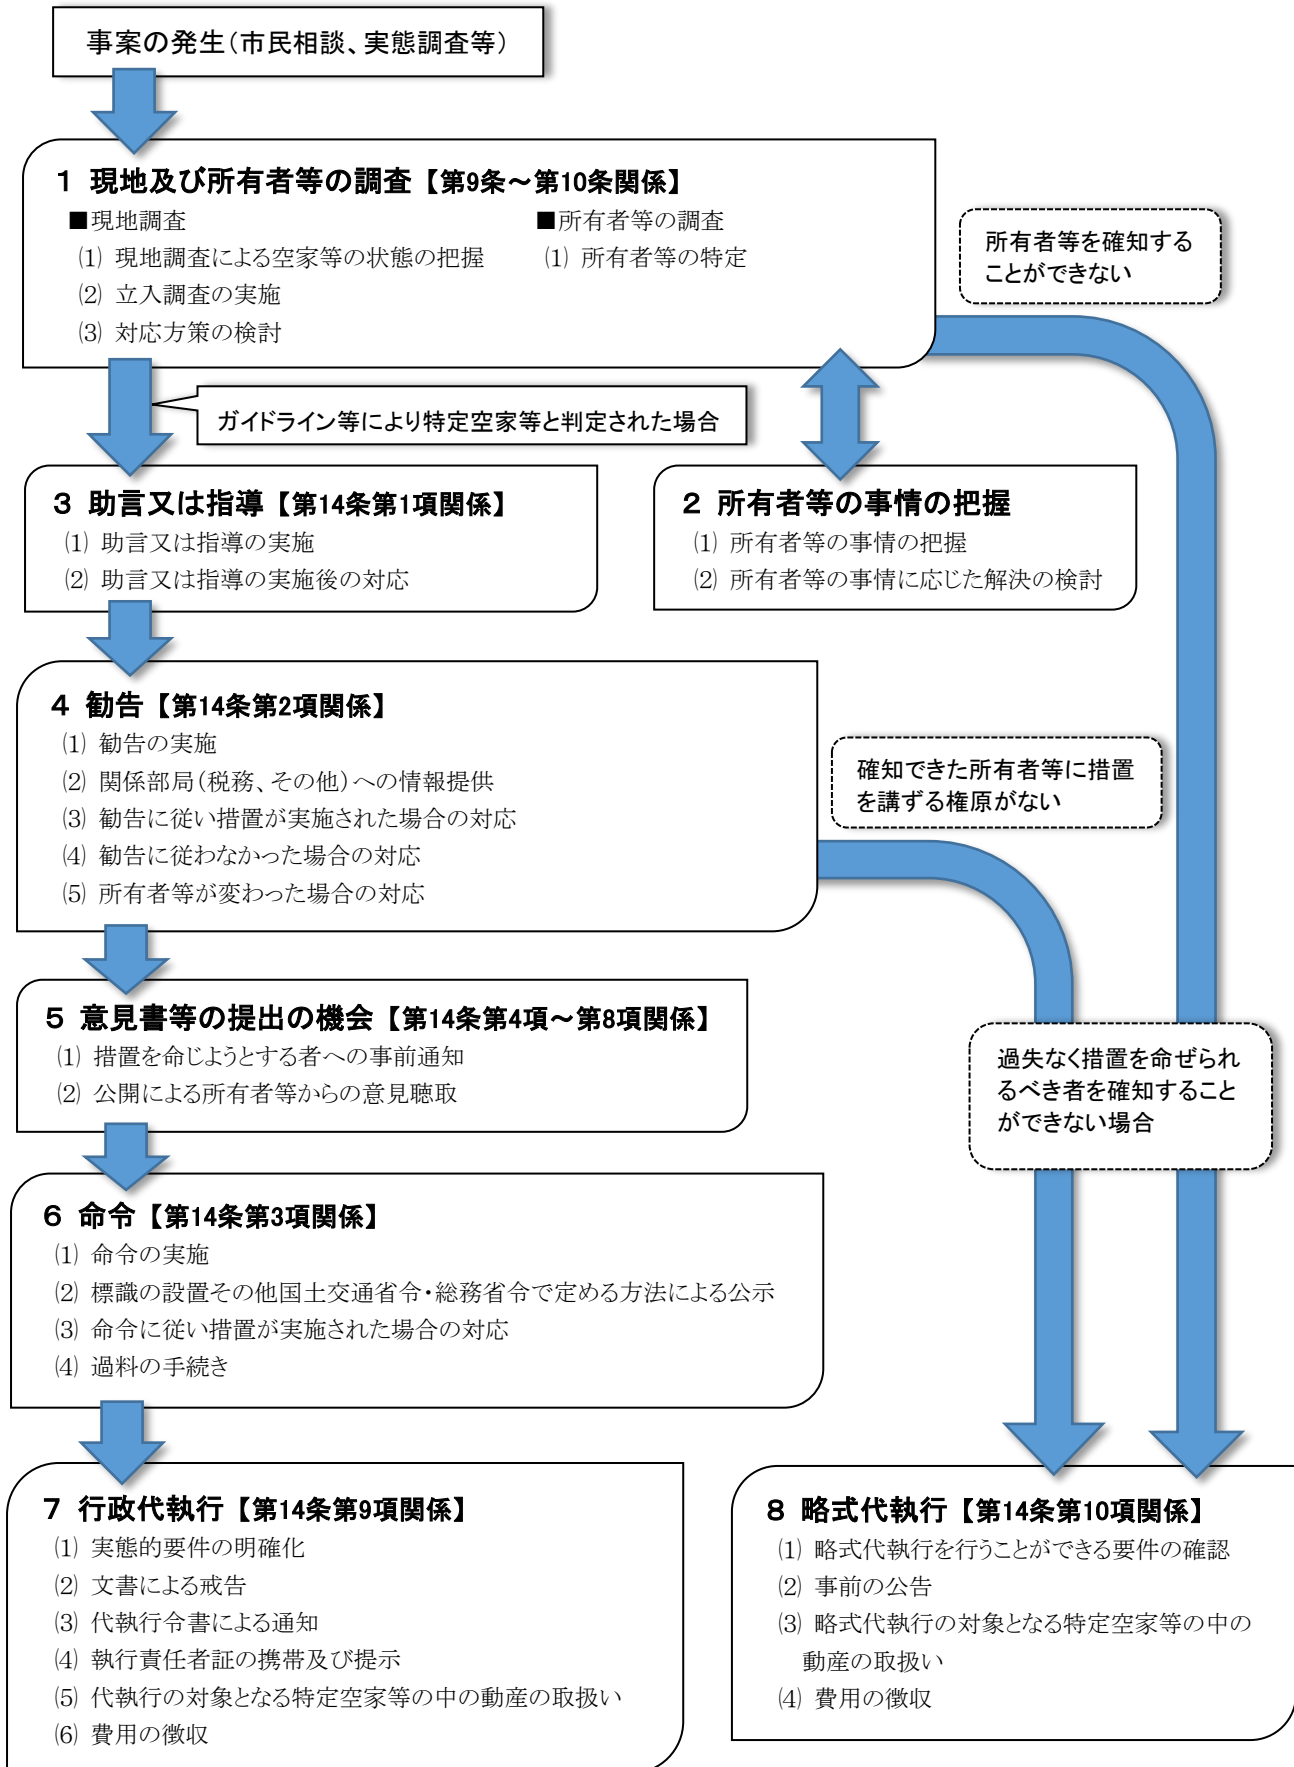 事案の発生（市民相談、実態調査等）
1 現地及び所有者等の調査【第9条～第10条関係】
■現地調査
⑴ 現地調査による空家等の状態の把握
⑵ 立入調査の実施
⑶ 対応方策の検討
■所有者等の調査
⑴ 所有者等の特定
所有者等を確知する
ことができない
ガイドライン等により特定空家等と判定された場合
3 助言又は指導【第14条第1項関係】
⑴ 助言又は指導の実施
⑵ 助言又は指導の実施後の対応
2 所有者等の事情の把握
⑴ 所有者等の事情の把握
⑵ 所有者等の事情に応じた解決の検討
4 勧告【第14条第2項関係】
⑴ 勧告の実施
⑵ 関係部局（税務、その他）への情報提供
⑶ 勧告に従い措置が実施された場合の対応
⑷ 勧告に従わなかった場合の対応
⑸ 所有者等が変わった場合の対応
確知できた所有者等に措置
を講ずる権原がない
5 意見書等の提出の機会【第14条第4項～第8項関係】
⑴ 措置を命じようとする者への事前通知
⑵ 公開による所有者等からの意見聴取
過失なく措置を命ぜられ
るべき者を確知すること
ができない場合
6 命令【第14条第3項関係】
⑴ 命令の実施
⑵ 標識の設置その他国土交通省令・総務省令で定める方法による公示
⑶ 命令に従い措置が実施された場合の対応
⑷ 過料の手続き
7 行政代執行【第14条第9項関係】
⑴ 実態的要件の明確化
⑵ 文書による戒告
⑶ 代執行令書による通知
⑷ 執行責任者証の携帯及び提示
⑸ 代執行の対象となる特定空家等の中の動産の取扱い
⑹ 費用の徴収
8 略式代執行【第14条第10項関係】
⑴ 略式代執行を行うことができる要件の確認
⑵ 事前の公告
⑶ 略式代執行の対象となる特定空家等の中の
動産の取扱い
⑷ 費用の徴収